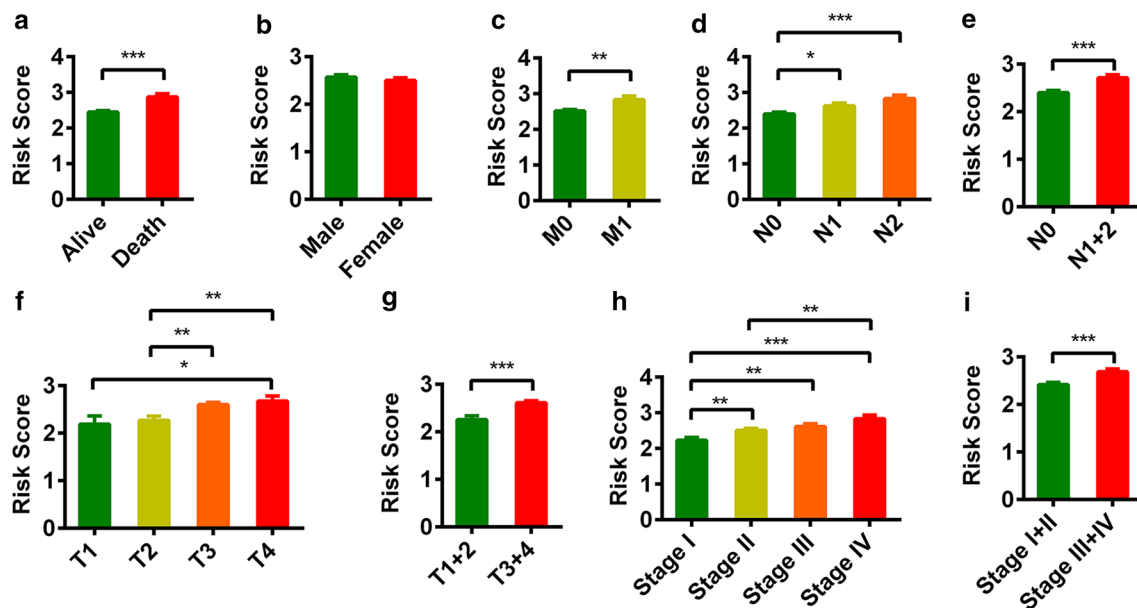 a
***
Risk Score
4
3
2
1
0
Alive
Death
b
Risk Score
3
2
1
0
Male
Female
c
**
Risk Score
4
3
2
1
0
M0
M1
d
***
*
Risk Score
4
3
2
1
0
N0
N1
N2
e
***
Risk Score
3
2
1
0
N0
N1+2
f
**
**
*
Risk Score
3
2
1
0
T1
T2
T3
T4
g
***
Risk Score
3
2
1
0
T1+2
T3+4
h
**
***
**
**
Risk Score
4
3
2
1
0
Stage I
Stage II
Stage III
Stage IV
i
***
Risk Score
3
2
1
0
Stage I+II
Stage III+IV